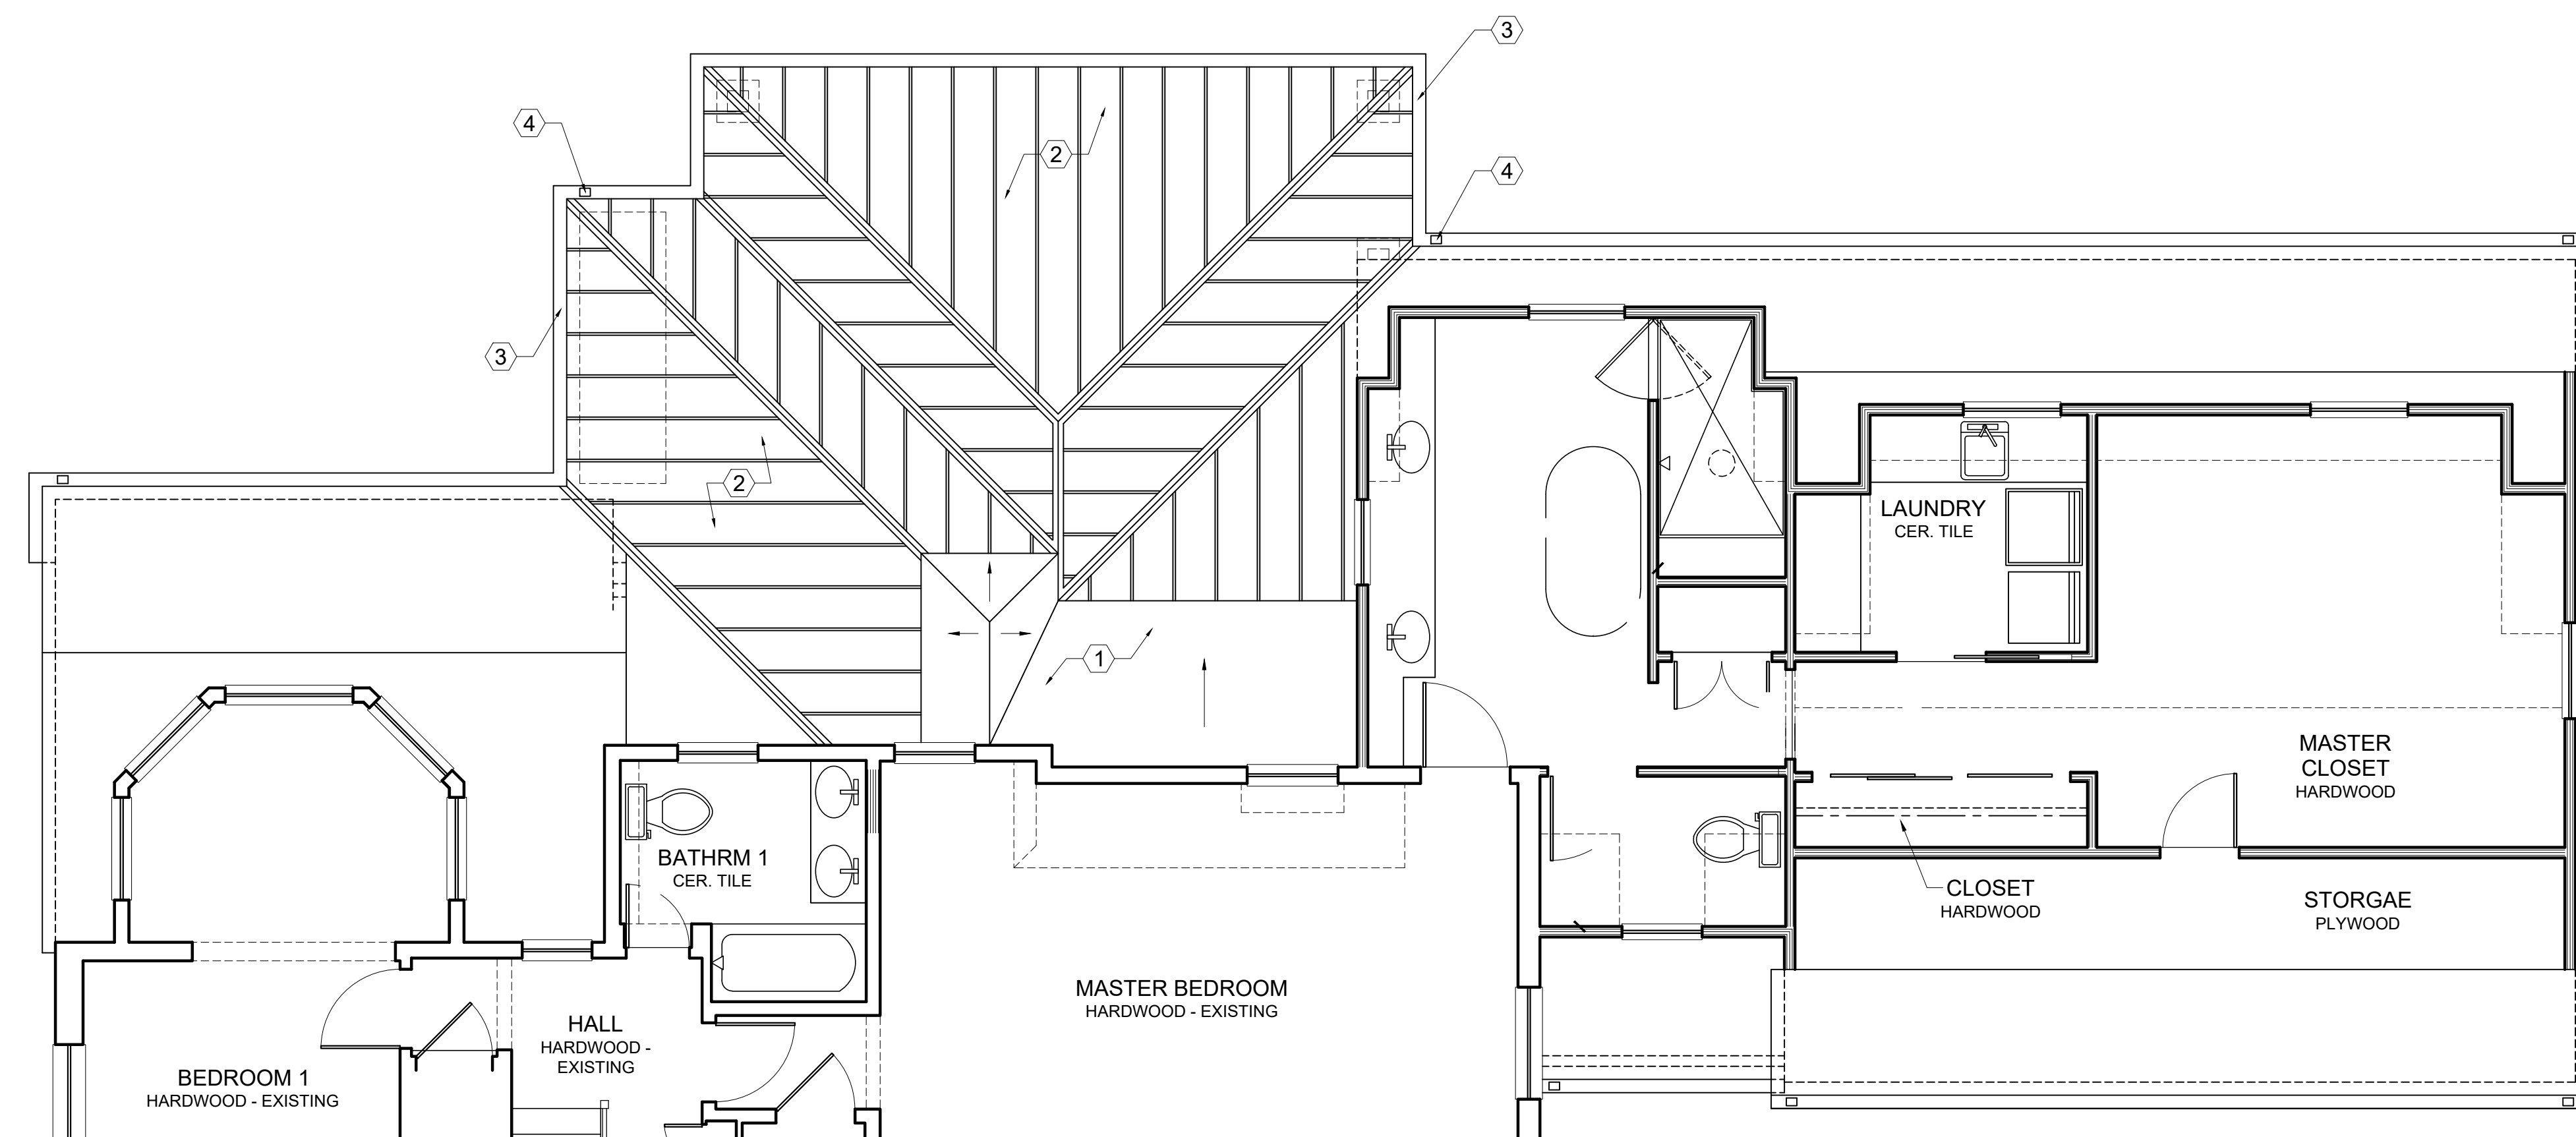 3
4
2
4
3
2
LAUNDRY
CER. TILE
1
MASTER
CLOSET
HARDWOOD
BATHRM 1
CER. TILE
CLOSET
HARDWOOD
STORGAE
PLYWOOD
MASTER BEDROOM
HARDWOOD - EXISTING
HALL
HARDWOOD -
EXISTING
BEDROOM 1
HARDWOOD - EXISTING